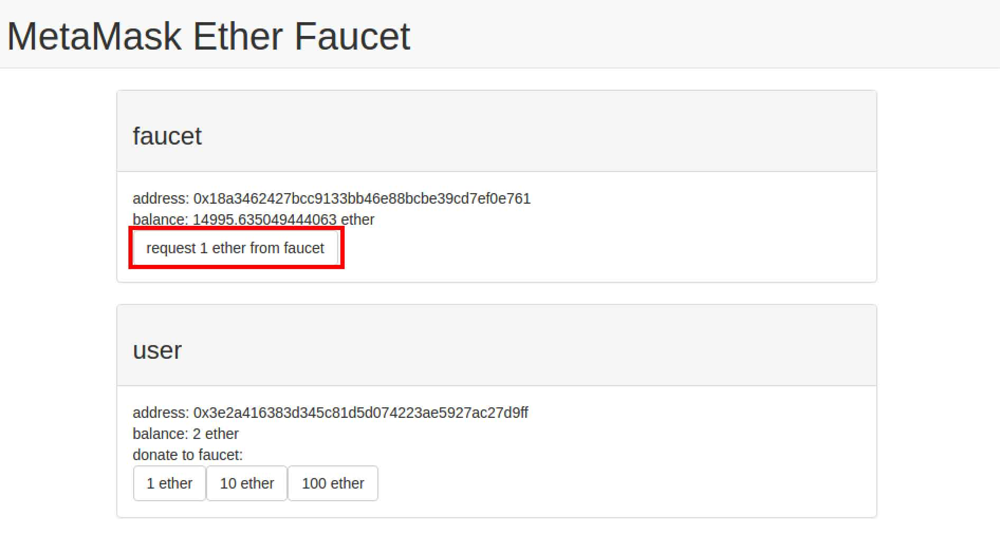 MetaMask Ether Faucet
faucet
address: 0x18a3462427bcc9133bb46e88bcbe39cd7ef0e761
balance: 14995.635049444063 ether
request 1 ether from faucet
user
address: 0x3e2a416383d345c81d5d074223ae5927ac27d9ff
balance: 2 ether
donate to faucet:
1 ether 10 ether 100 ether